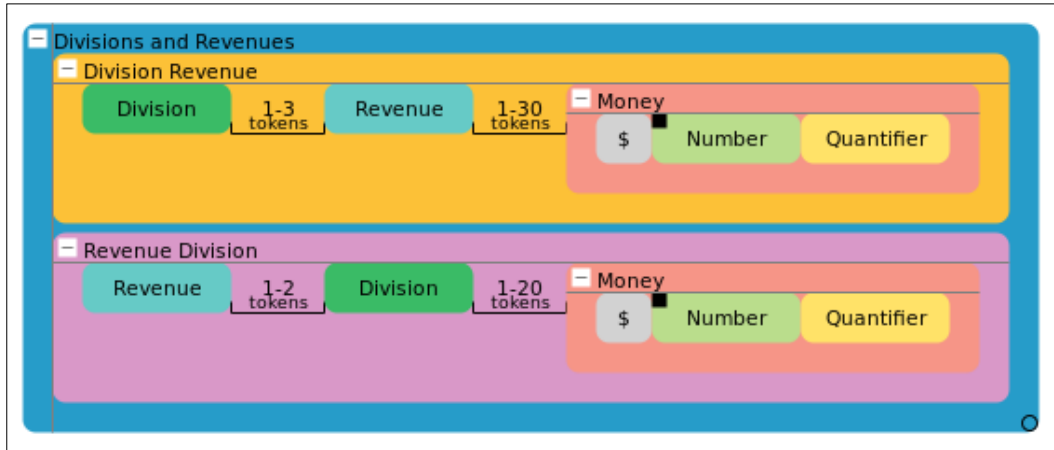 Divisions and Revenues
Division Revenue
Division 1-3 tokens Revenue 1-30 tokens Money
$ Number Quantifier
Revenue Division
Revenue 1-2 tokens Division 1-20 tokens Money
$ Number Quantifier